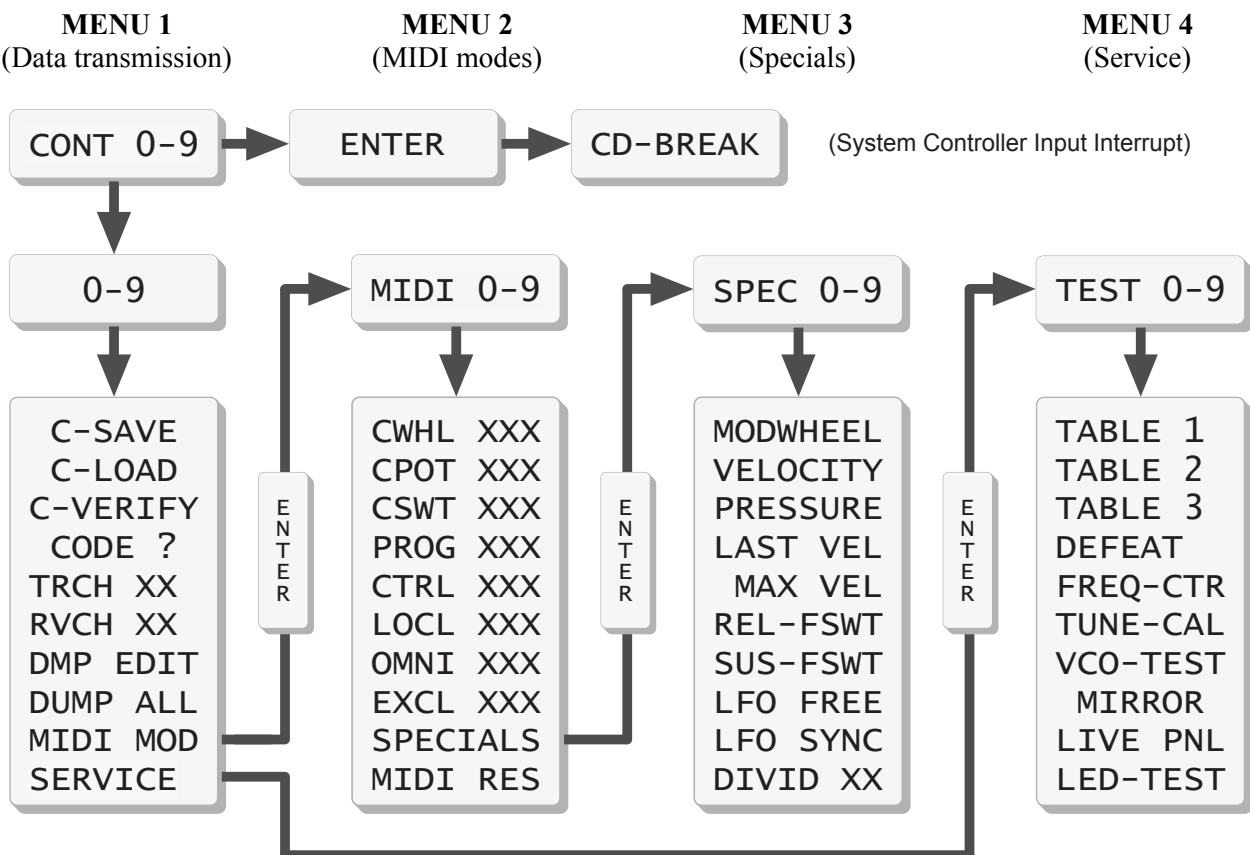 MENU 1
(Data transmission)
MENU 2
(MIDI modes)
MENU 3
(Specials)
MENU 4
(Service)
CONT 0-9
ENTER
CD-BREAK
(System Controller Input Interrupt)
0-9
MIDI 0-9
SPEC 0-9
TEST 0-9
C-SAVE
C-LOAD
C-VERIFY
CODE ?
TRCH XX
RVCH XX
DMP EDIT
DUMP ALL
MIDI MOD
SERVICE
ENTER
CWHL XXX
CPOT XXX
CSWT XXX
PROG XXX
CTRL XXX
LOCL XXX
OMNI XXX
EXCL XXX
SPECIALS
MIDI RES
ENTER
MODWHEEL
VELOCITY
PRESSURE
LAST VEL
MAX VEL
REL-FSWT
SUS-FSWT
LFO FREE
LFO SYNC
DIVID XX
ENTER
TABLE 1
TABLE 2
TABLE 3
DEFEAT
FREQ-CTR
TUNE-CAL
VCO-TEST
MIRROR
LIVE PNL
LED-TEST